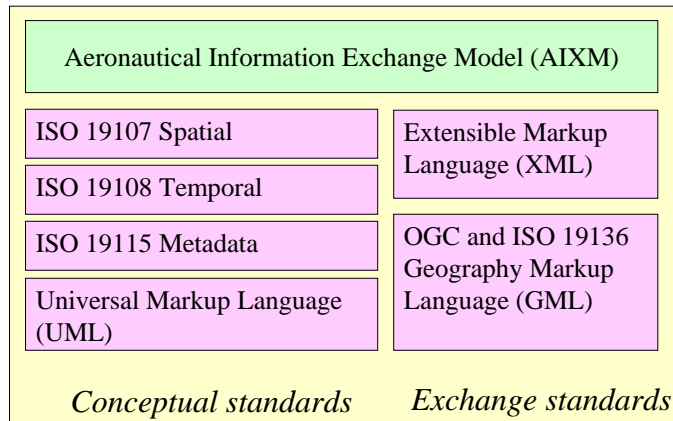 Aeronautical Information Exchange Model (AIXM)
ISO 19107 Spatial
ISO 19108 Temporal
ISO 19115 Metadata
Universal Markup Language
(UML)
Extensible Markup
Language (XML)
OGC and ISO 19136
Geography Markup
Language (GML)
Conceptual standards
Exchange standards